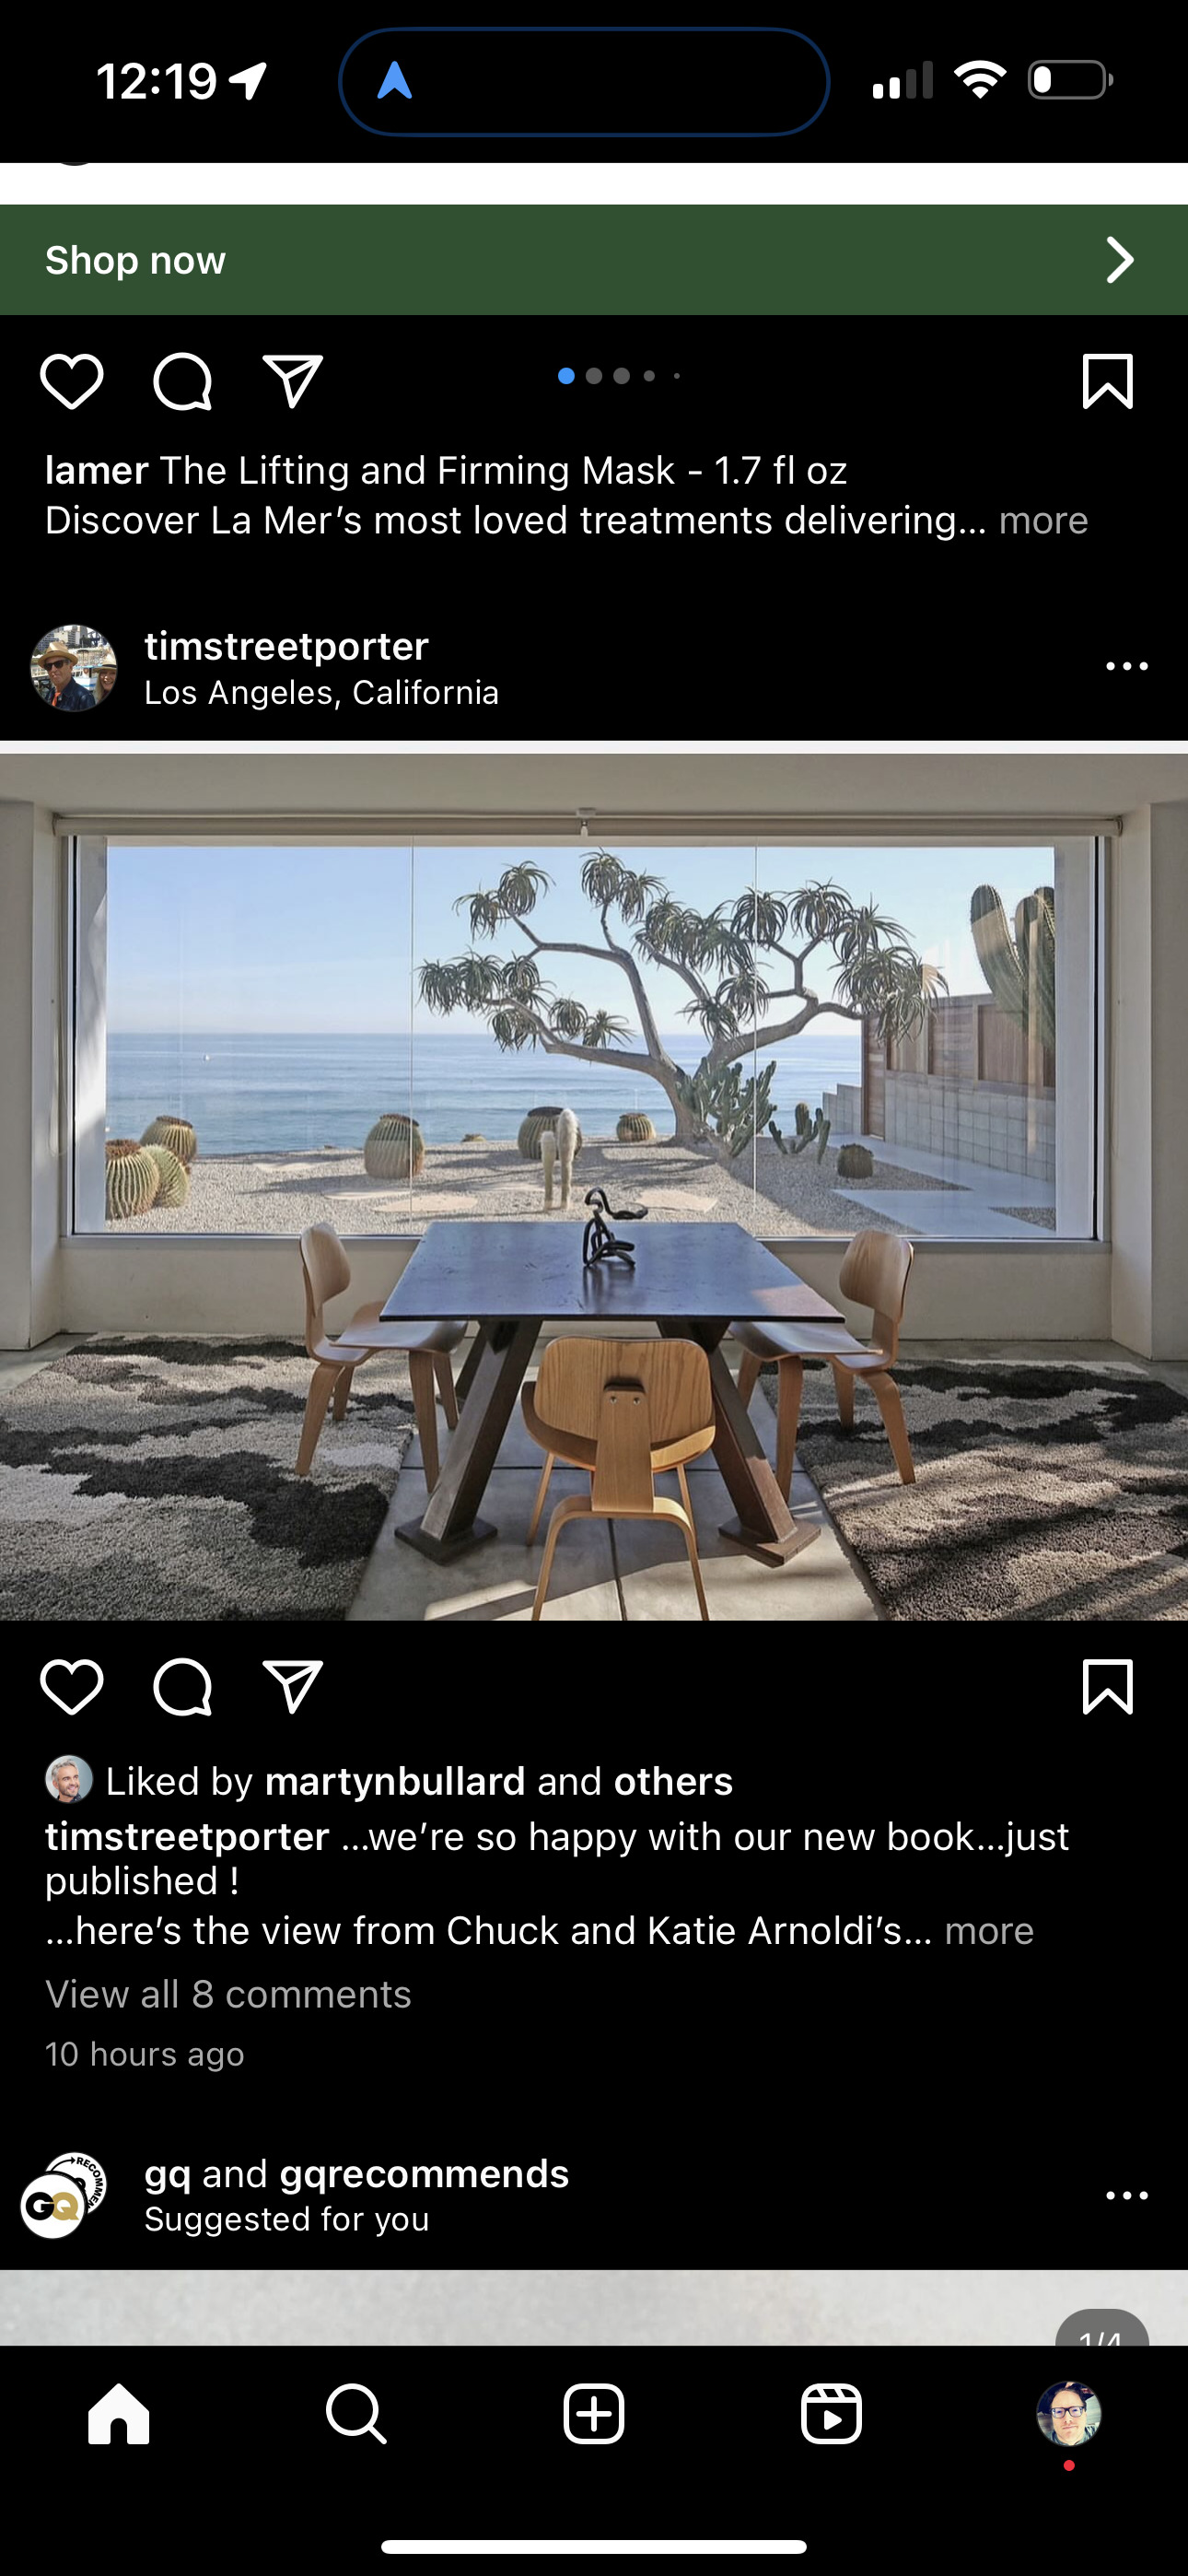 12:19
Shop now
lamer The Lifting and Firming Mask - 1.7 fl oz
Discover La Mer’s most loved treatments delivering... more
timstreetporter
Los Angeles, California
Liked by martynbullard and others
timstreetporter ...we’re so happy with our new book...just
published !
...here’s the view from Chuck and Katie Arnoldi’s... more
View all 8 comments
10 hours ago
GQ
gq and gqrecommends
Suggested for you
1/4